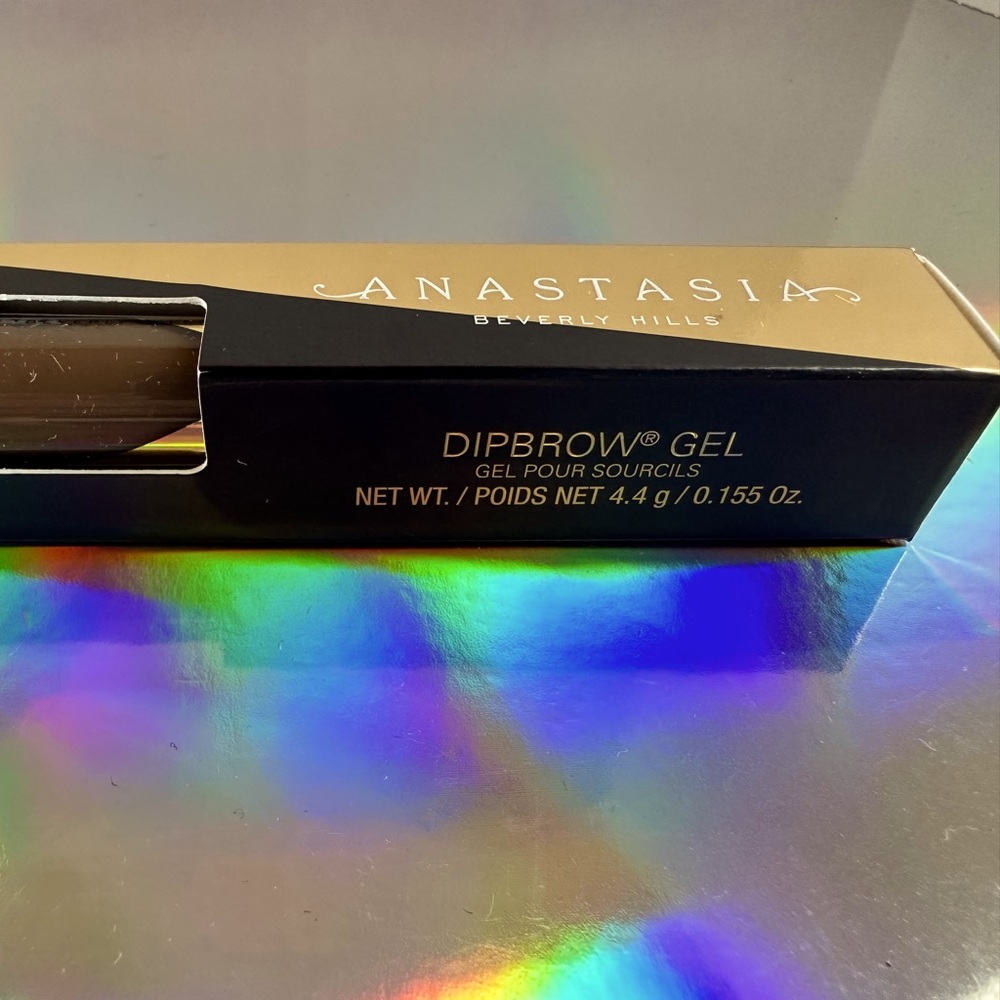 ANASTASIA
BEVERLY HILLS
DIPBROW® GEL
GEL POUR SOURCILS
NET WT. / POIDS NET 4.4 g / 0.155 Oz.